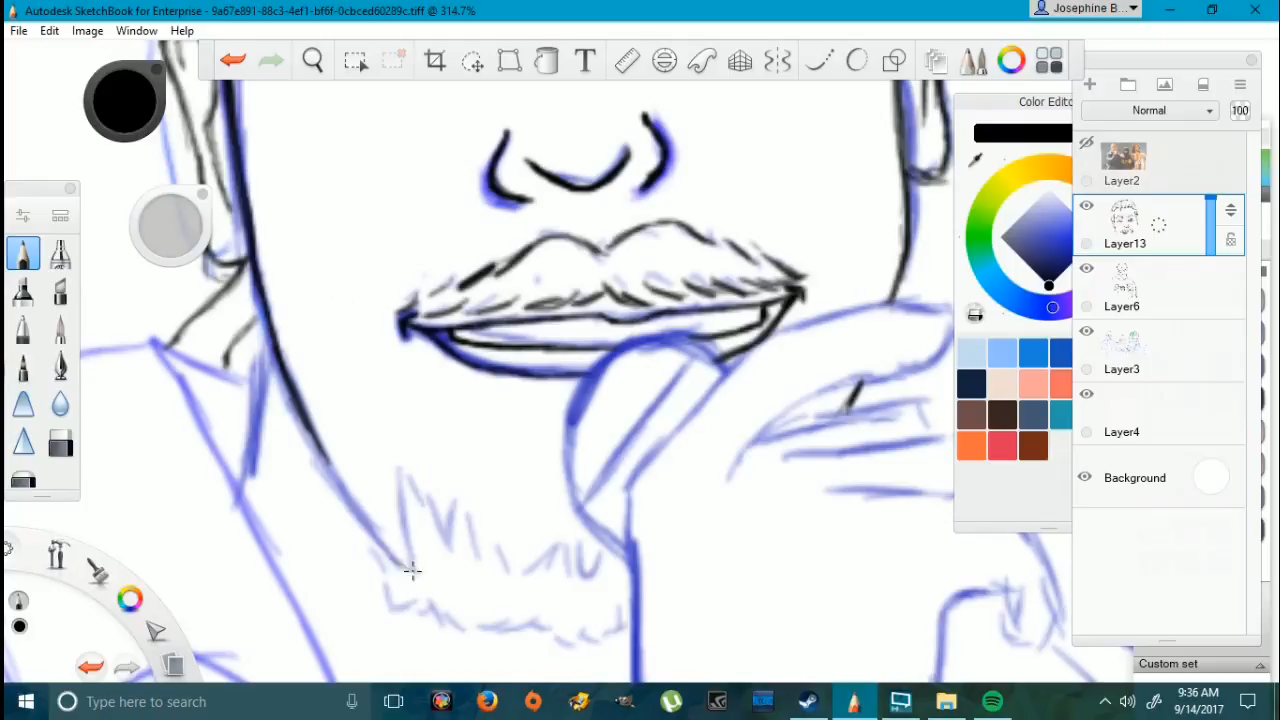 Autodesk SketchBook for Enterprise - 9a67e891-88c3-4ef1-bf6f-0cbced60289c.tiff @ 314.7%
Josephine B...
File Edit Image Window Help
T
Color Edito
Normal
100
Layer2
Layer13
Layer6
Layer3
Layer4
Background
Custom set
Type here to search
9:36 AM
9/14/2017